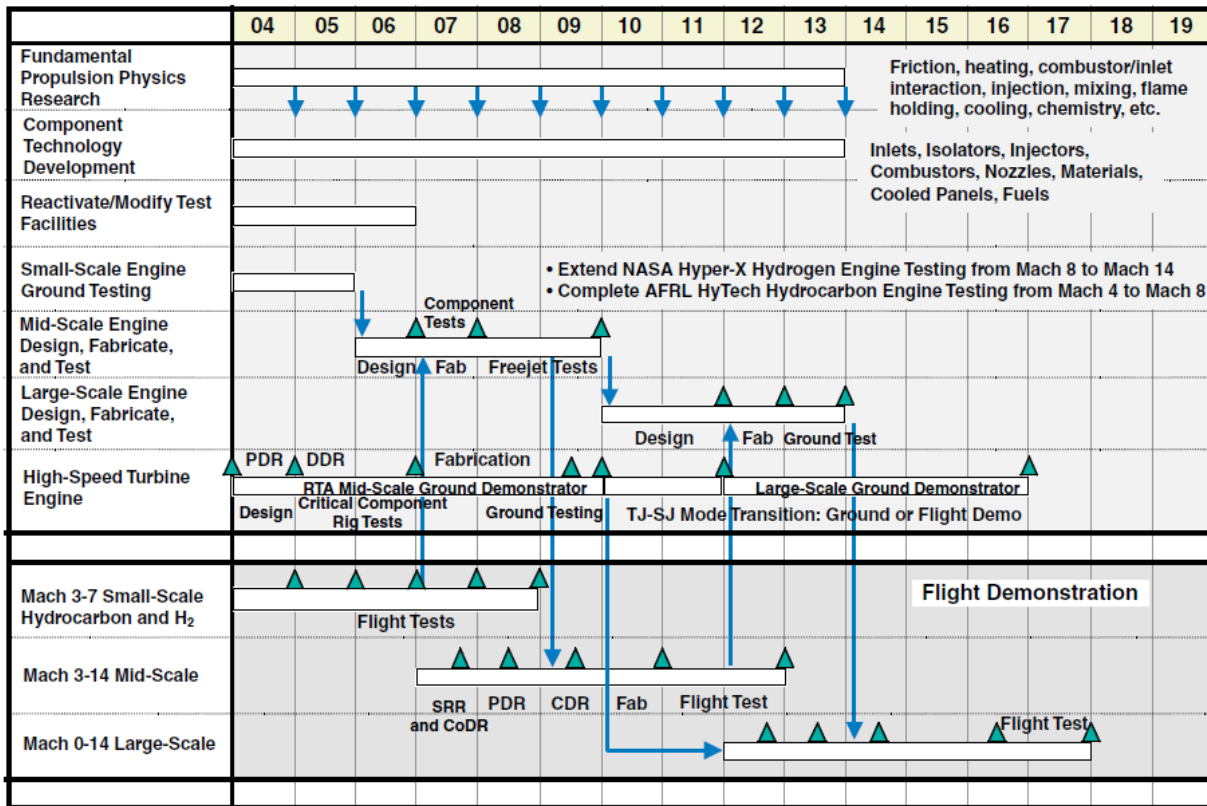 04 05 06 07 08 09 10 11 12 13 14 15 16 17 18 19
Fundamental
Propulsion Physics
Research
Friction, heating, combustor/inlet
interaction, injection, mixing, flame
holding, cooling, chemistry, etc.
Component
Technology
Development
Inlets, Isolators, Injectors,
Combustors, Nozzles, Materials,
Cooled Panels, Fuels
Reactivate/Modify Test
Facilities
Small-Scale Engine
Ground Testing
• Extend NASA Hyper-X Hydrogen Engine Testing from Mach 8 to Mach 14
• Complete AFRL HyTech Hydrocarbon Engine Testing from Mach 4 to Mach 8
Mid-Scale Engine
Design, Fabricate,
and Test
Component
Tests
Design Fab Freejet Tests
Large-Scale Engine
Design, Fabricate,
and Test
Design Fab Ground Test
High-Speed Turbine
Engine
PDR DDR Fabrication
RTA Mid-Scale Ground Demonstrator Large-Scale Ground Demonstrator
Design Critical Component
Rig Tests
Ground Testing TJ-SJ Mode Transition: Ground or Flight Demo
Mach 3-7 Small-Scale
Hydrocarbon and H₂
Flight Demonstration
Flight Tests
Mach 3-14 Mid-Scale
SRR
and CoDR
PDR CDR Fab Flight Test
Mach 0-14 Large-Scale
Flight Test